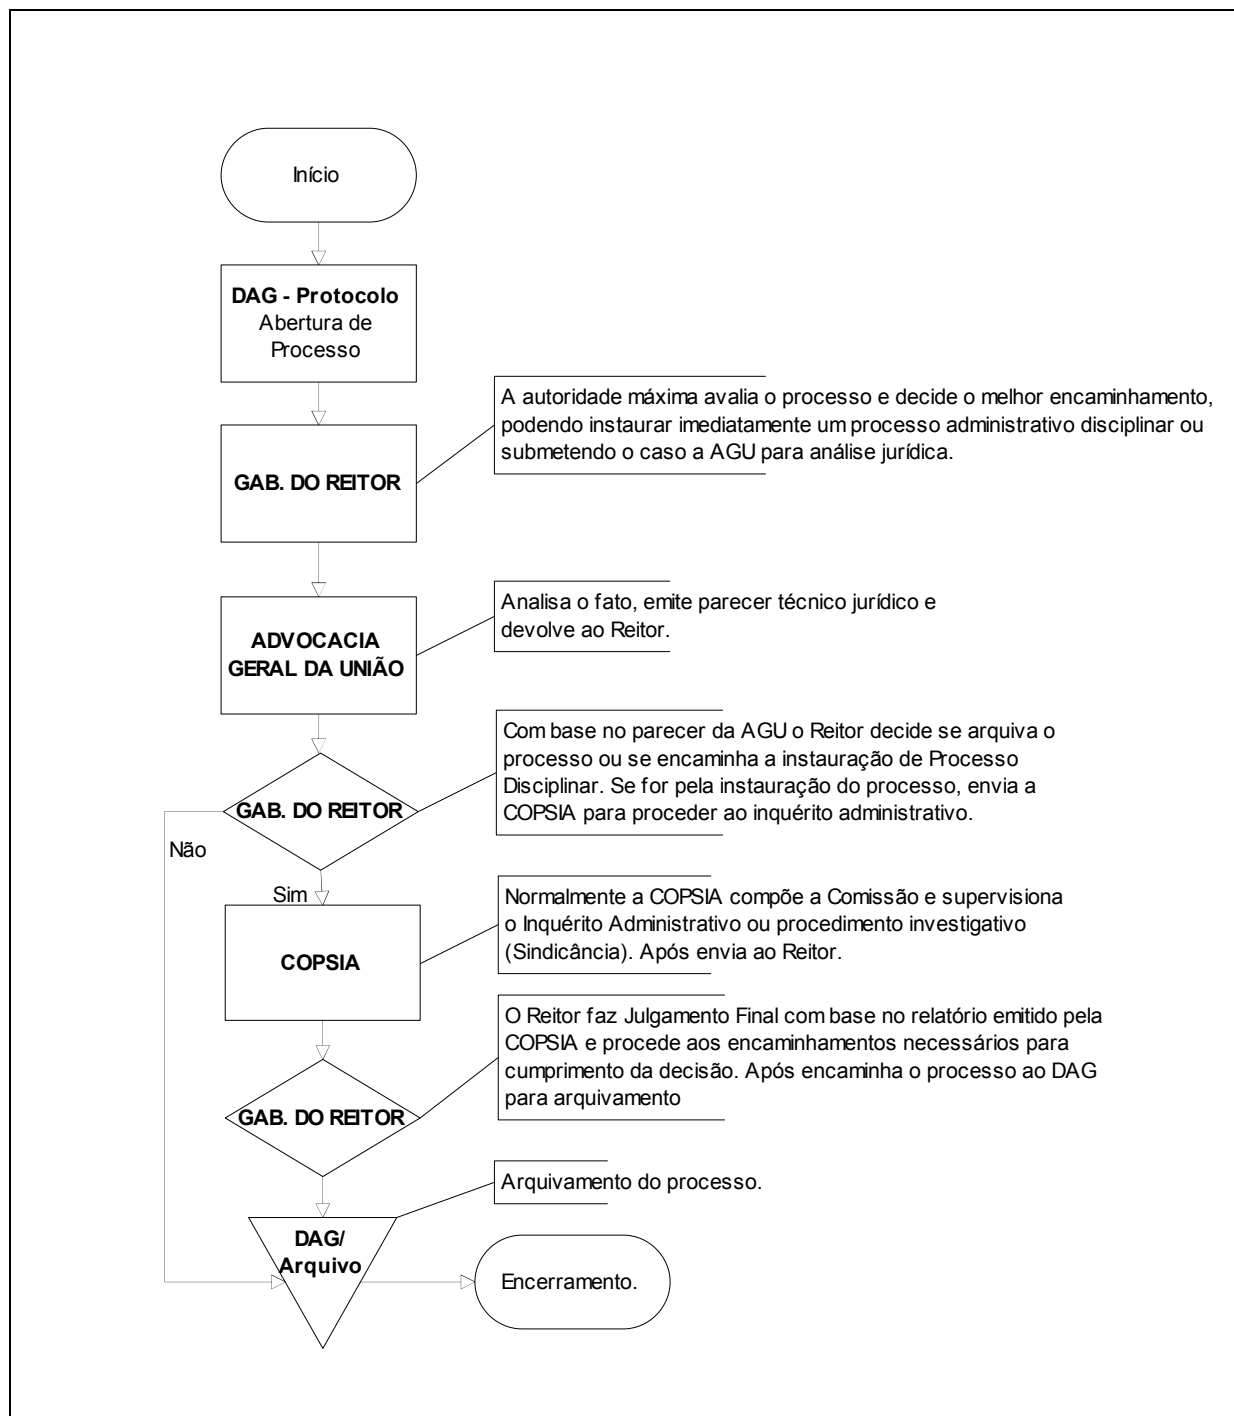 Início
DAG - Protocolo
Abertura de
Processo
A autoridade máxima avalia o processo e decide o melhor encaminhamento,
podendo instaurar imediatamente um processo administrativo disciplinar ou
submetendo o caso a AGU para análise jurídica.
GAB. DO REITOR
Analisa o fato, emite parecer técnico jurídico e
devolve ao Reitor.
ADVOCACIA
GERAL DA UNIÃO
Com base no parecer da AGU o Reitor decide se arquiva o
processo ou se encaminha a instauração de Processo
Disciplinar. Se for pela instauração do processo, envia a
COPSIA para proceder ao inquérito administrativo.
GAB. DO REITOR
Não
Sim
Normalmente a COPSIA compõe a Comissão e supervisiona
o Inquérito Administrativo ou procedimento investigativo
(Sindicância). Após envia ao Reitor.
COPSIA
O Reitor faz Julgamento Final com base no relatório emitido pela
COPSIA e procede aos encaminhamentos necessários para
cumprimento da decisão. Após encaminha o processo ao DAG
para arquivamento
GAB. DO REITOR
Arquivamento do processo.
DAG/
Arquivo
Encerramento.